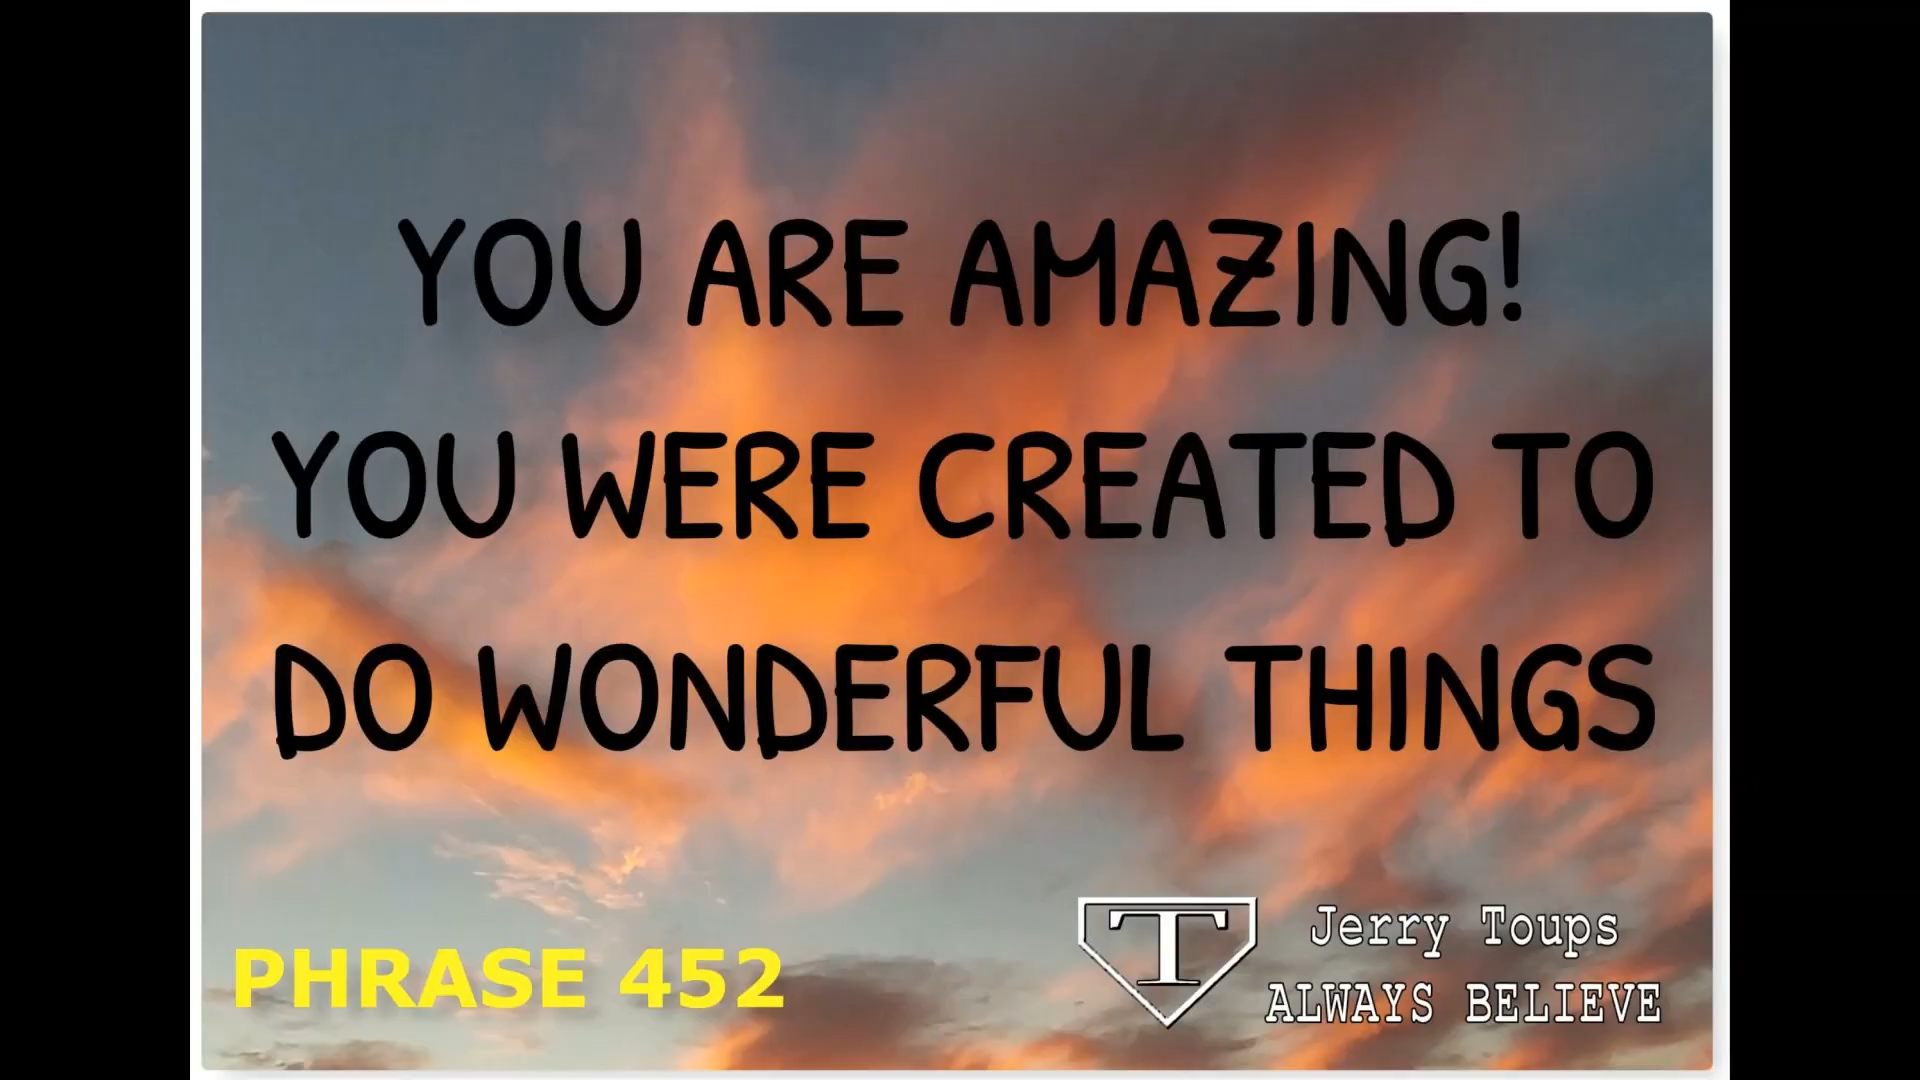 YOU ARE AMAZING!
YOU WERE CREATED TO
DO WONDERFUL THINGS
PHRASE 452
T
Jerry Toups
ALWAYS BELIEVE